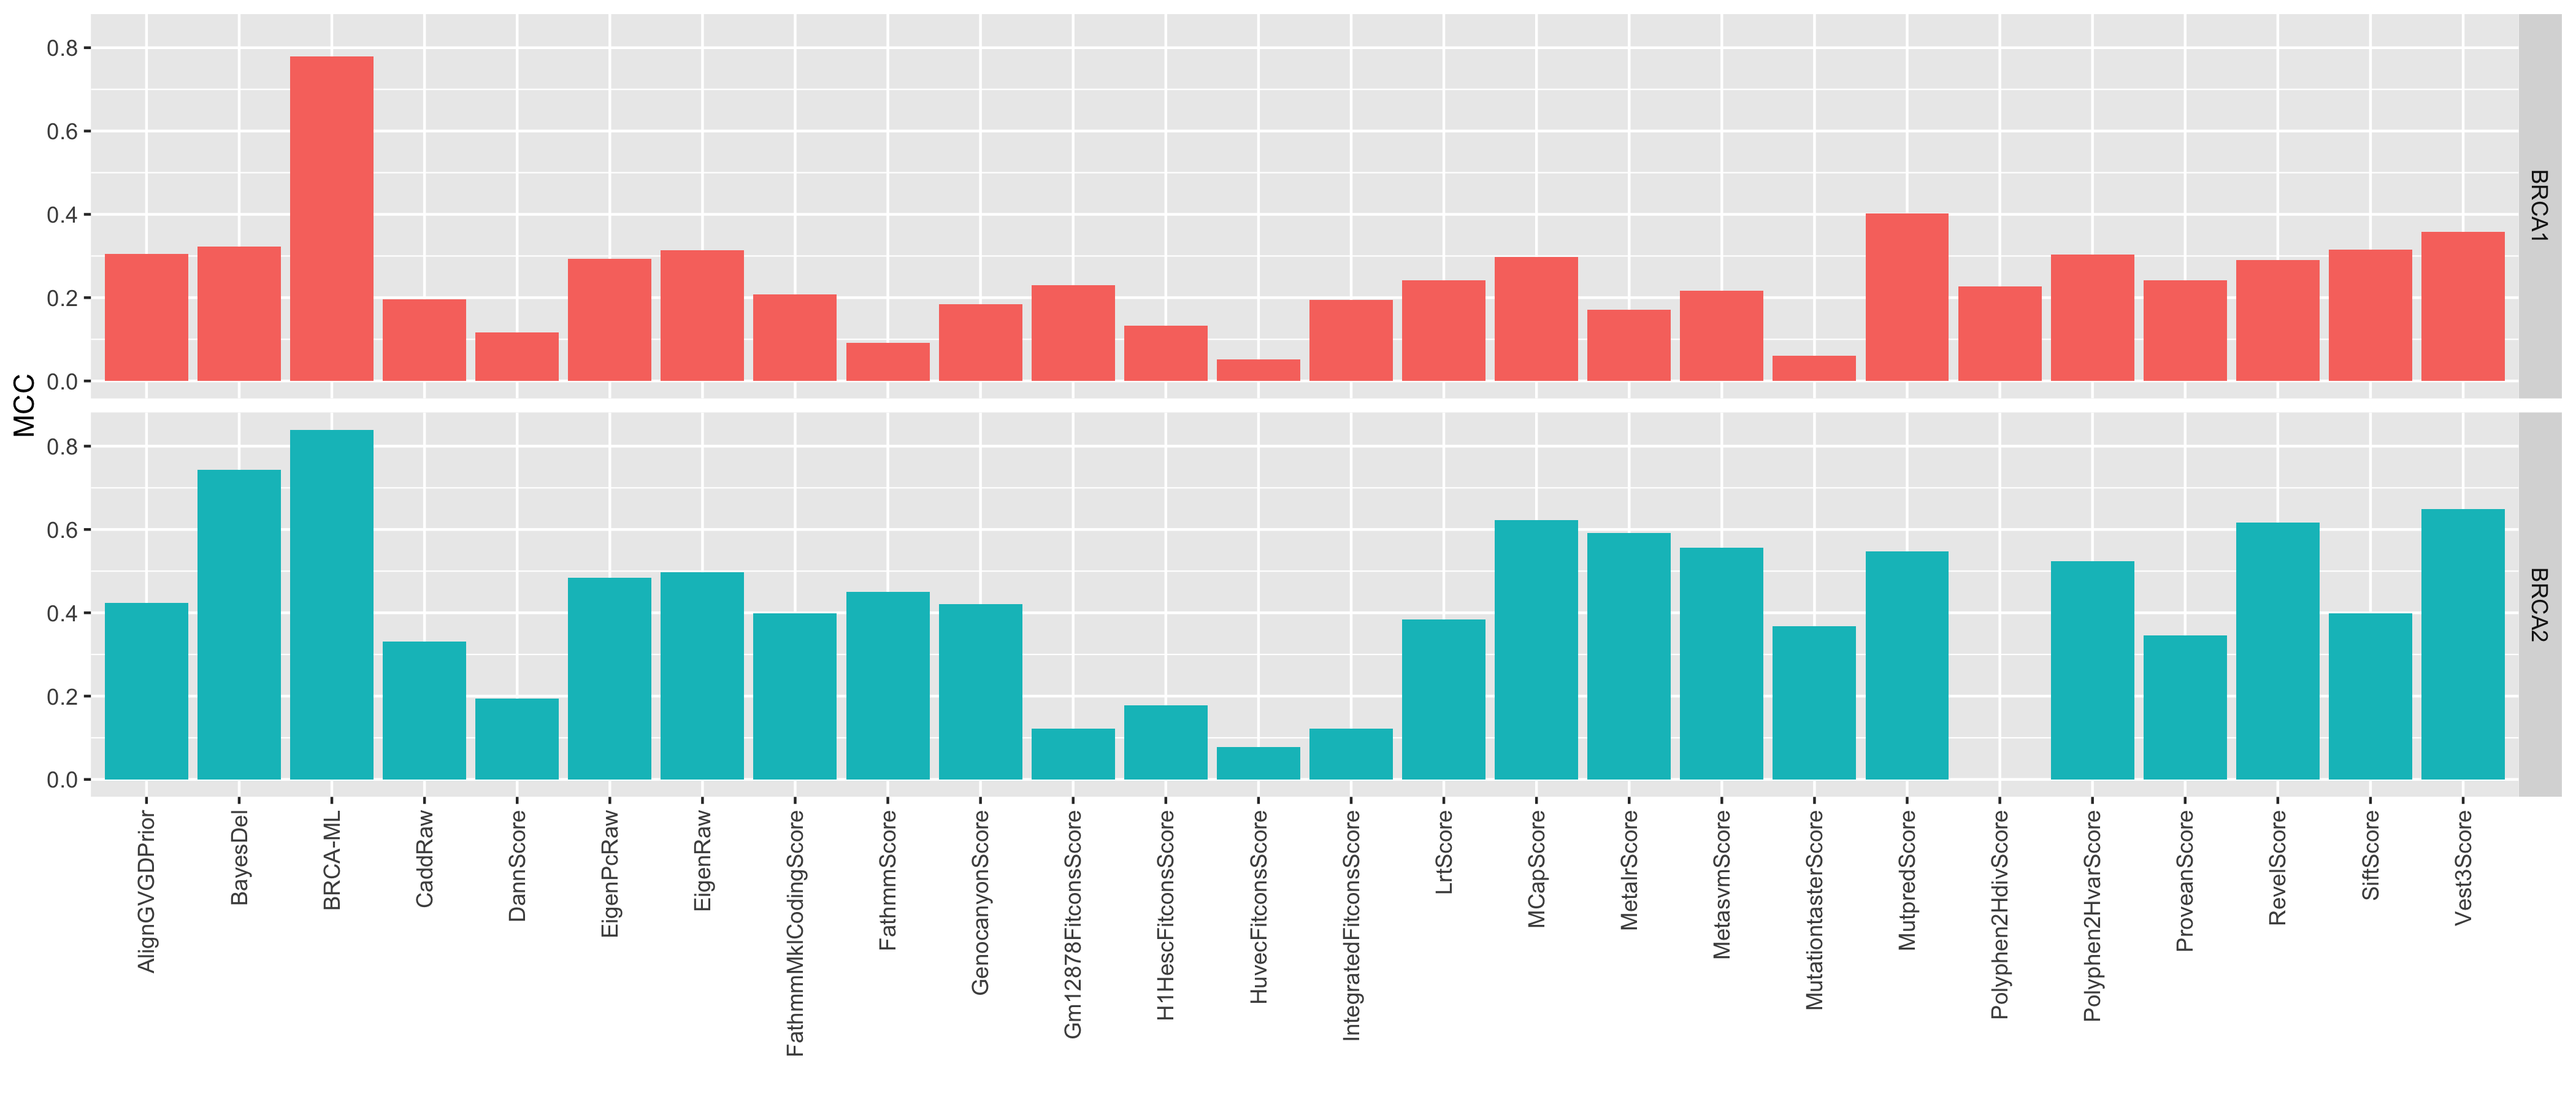 MCC
0.8
0.6
0.4
0.2
0.0
BRCA1
0.8
0.6
0.4
0.2
0.0
BRCA2
AlignGVGDPrior
BayesDel
BRCA-ML
CaddRaw
DannScore
EigenPcRaw
EigenRaw
FathmmMklCodingScore
FathmmScore
GenocanyonScore
Gm12878FitconsScore
H1HescFitconsScore
HuvecFitconsScore
IntegratedFitconsScore
LrtScore
MCapScore
MetalrScore
MetasvmScore
MutationtasterScore
MutpredScore
Polyphen2HdivScore
Polyphen2HvarScore
ProveanScore
RevelScore
SiftScore
Vest3Score